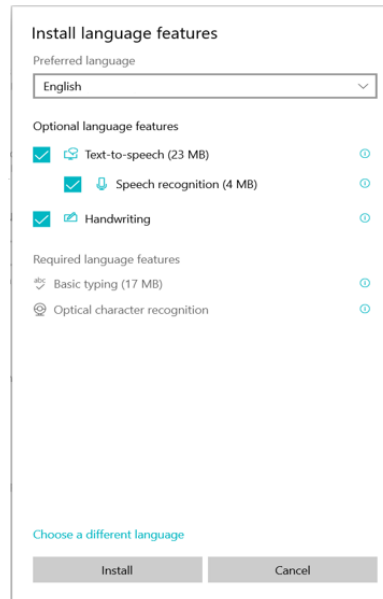 Install language features
Preferred language
English
Optional language features
Text-to-speech (23 MB)
Speech recognition (4 MB)
Handwriting
Required language features
abc Basic typing (17 MB)
Optical character recognition
Choose a different language
Install Cancel